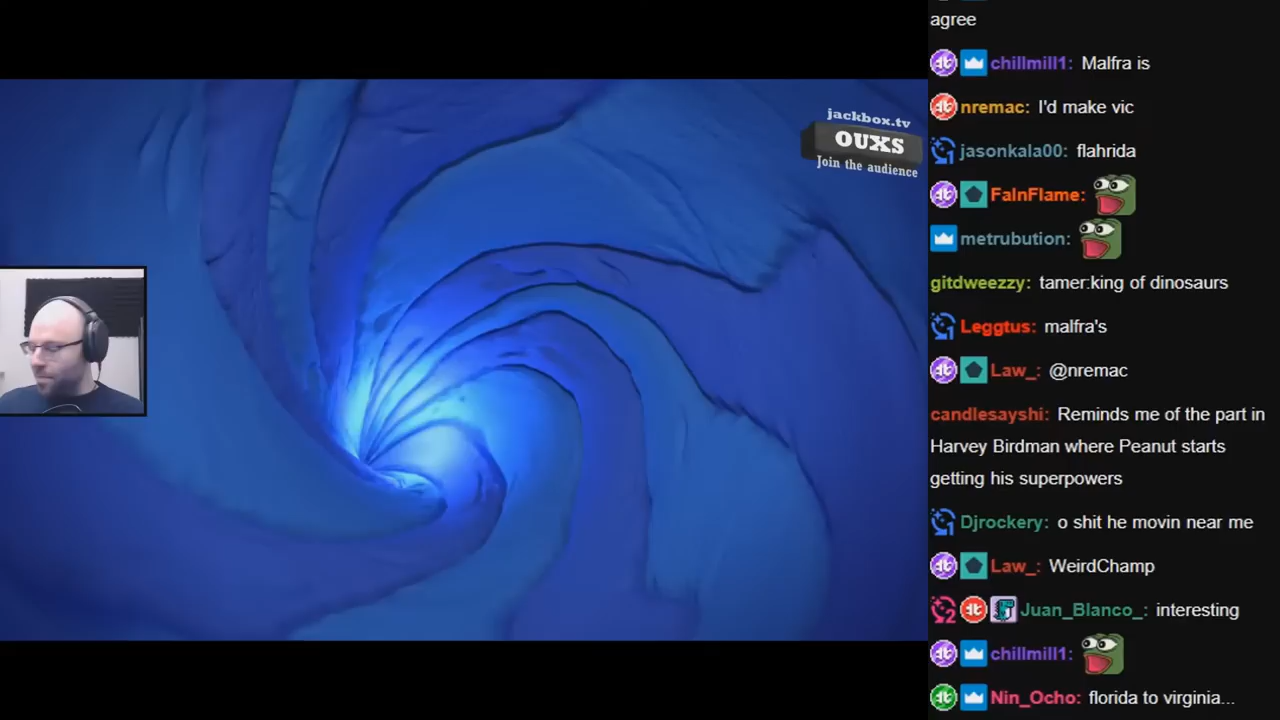 jackbox.tv
OUXS
Join the audience
agree
chillmill1: Malfra is
nremac: I'd make vic
jasonkala00: flahrida
FalnFlame:
metrubution:
gitdweezzy: tamer:king of dinosaurs
Leggtus: malfra's
Law_: @nremac
candlesayshi: Reminds me of the part in
Harvey Birdman where Peanut starts
getting his superpowers
Djrockery: o shit he movin near me
Law_: WeirdChamp
Juan_Blanco_: interesting
chillmill1:
Nin_Ocho: florida to virginia...